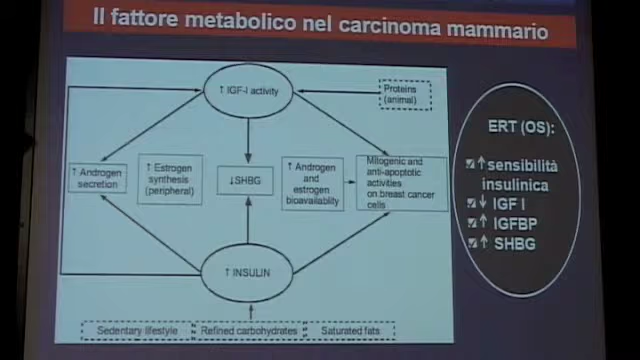 Il fattore metabolico nel carcinoma mammario
↑ IGF-I activity
Proteins
(animal)
↑ Androgen
secretion
↑ Estrogen
synthesis
(peripheral)
↓SHBG
↑ Androgen
and
estrogen
bioavailability
Mitogenic and
anti-apoptotic
activities
on breast cancer
cells
↑ INSULIN
Sedentary lifestyle
Refined carbohydrates
Saturated fats
ERT (OS):
☑ ↑ sensibilità
insulinica
☑ ↓ IGF I
☑ ↑ IGFBP
☑ ↑ SHBG